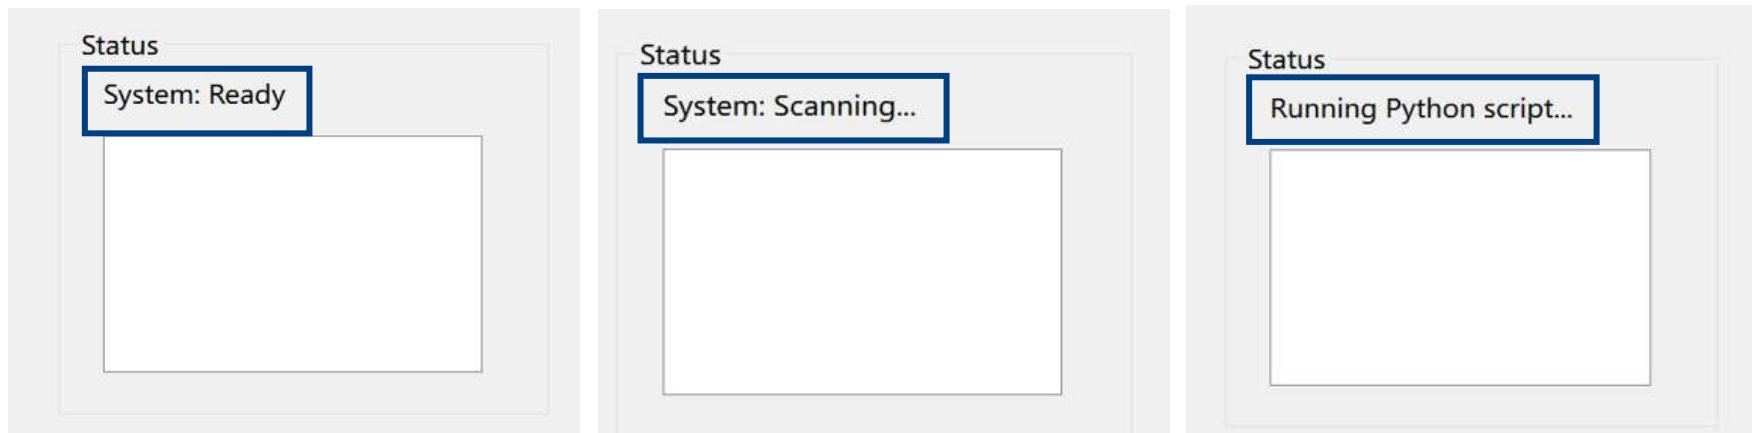 Status
System: Ready
Status
System: Scanning...
Status
Running Python script...